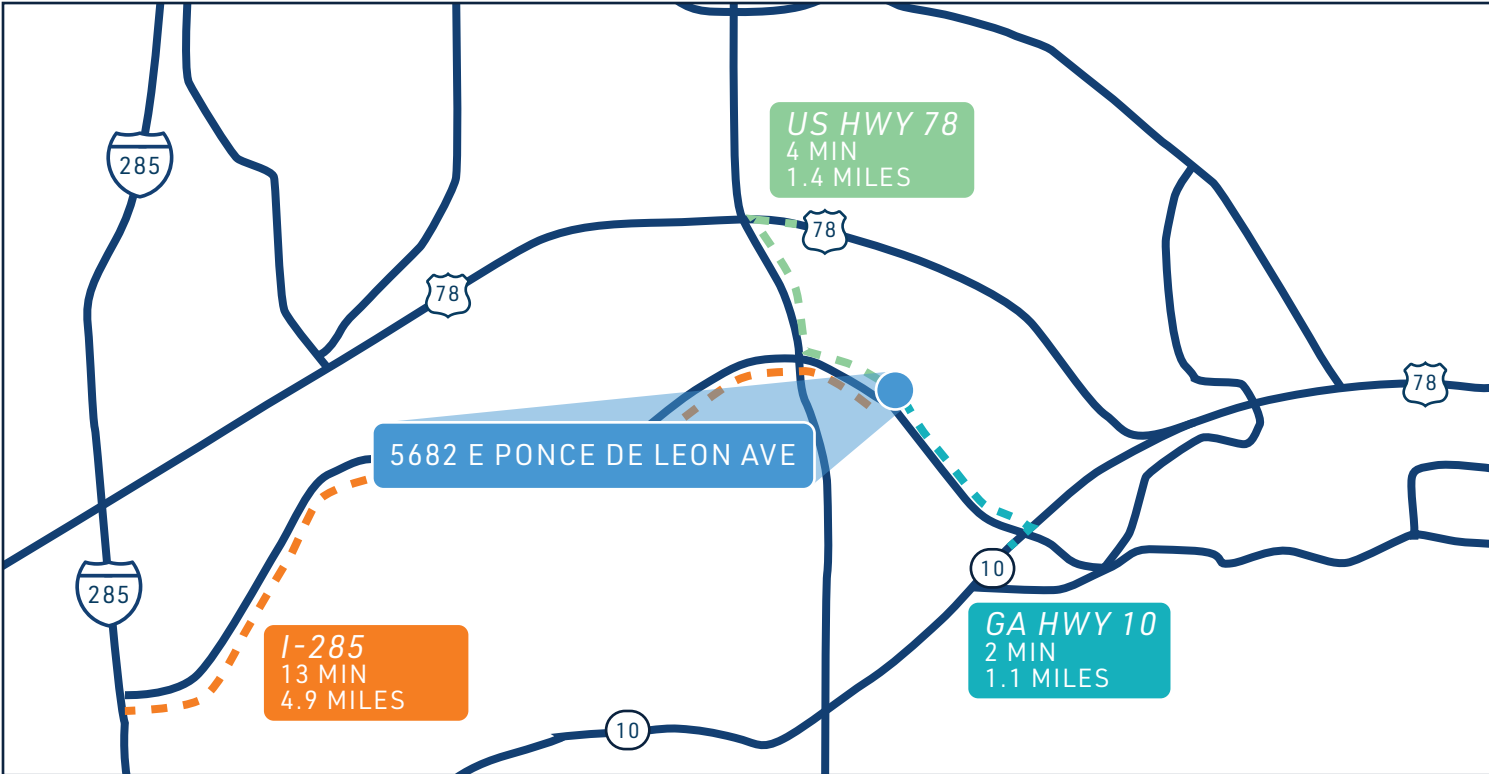 285
US HWY 78
4 MIN
1.4 MILES
78
78
78
5682 E PONCE DE LEON AVE
10
285
I-285
13 MIN
4.9 MILES
GA HWY 10
2 MIN
1.1 MILES
10